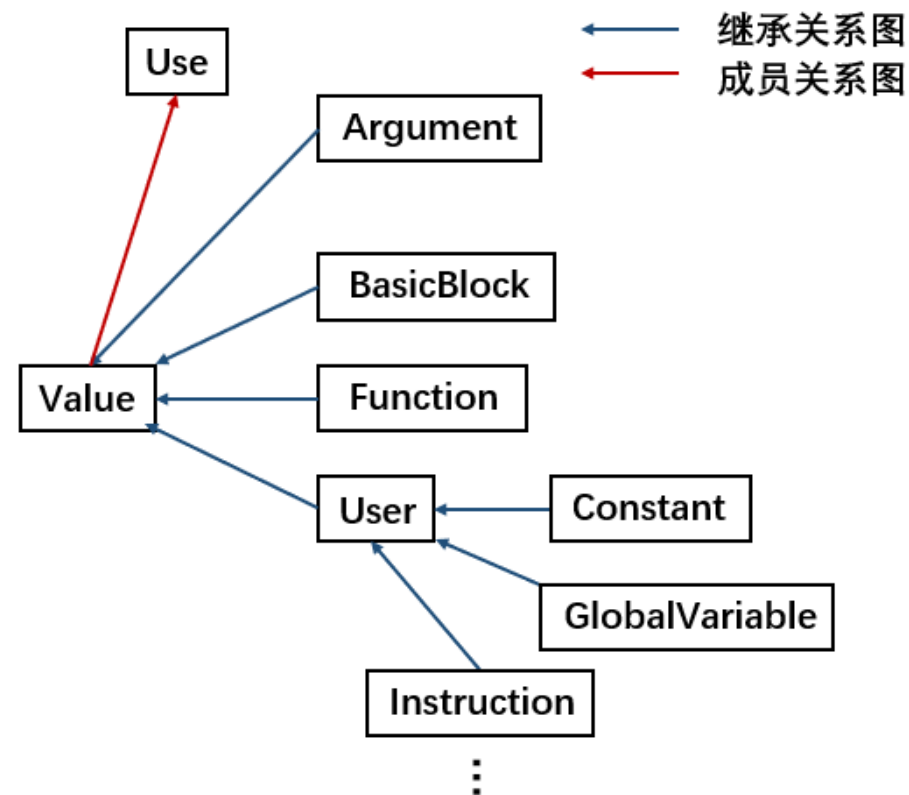 继承关系图
成员关系图
Use
Argument
BasicBlock
Value
Function
User
Constant
GlobalVariable
Instruction
⋮